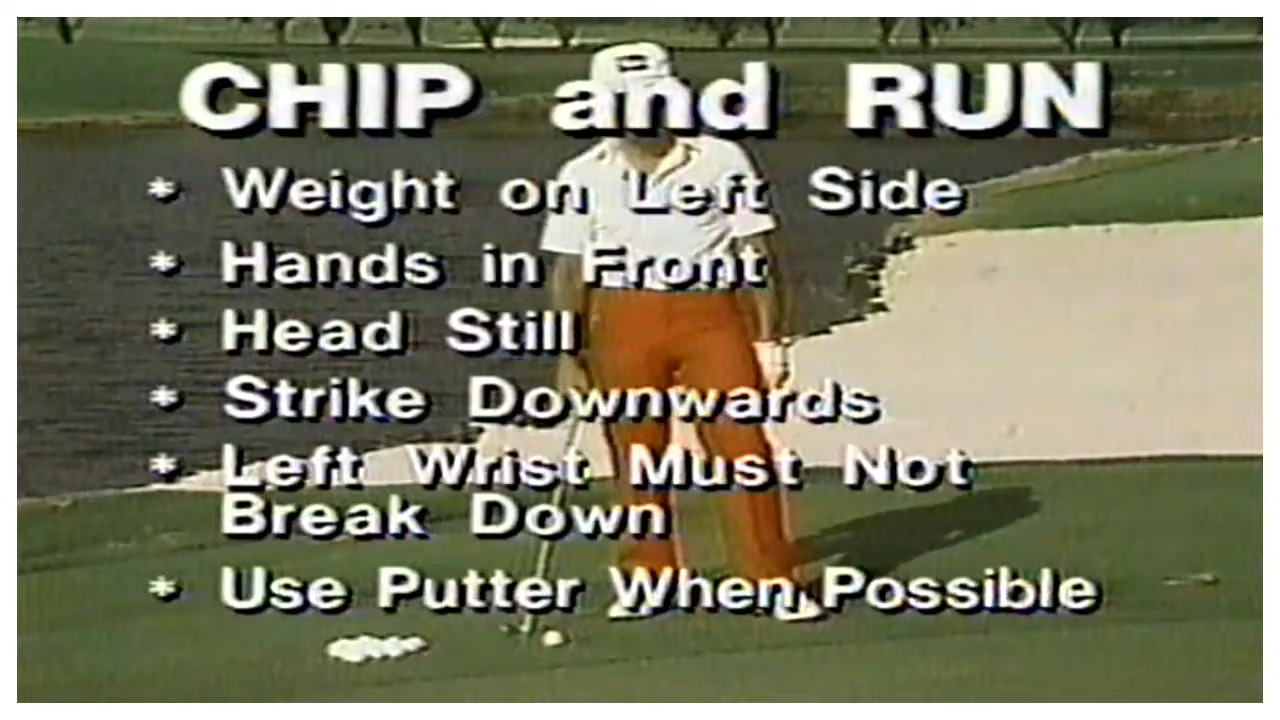 CHIP and RUN
* Weight on Left Side
* Hands in Front
* Head Still
* Strike Downwards
* Left Wrist Must Not
Break Down
* Use Putter When Possible